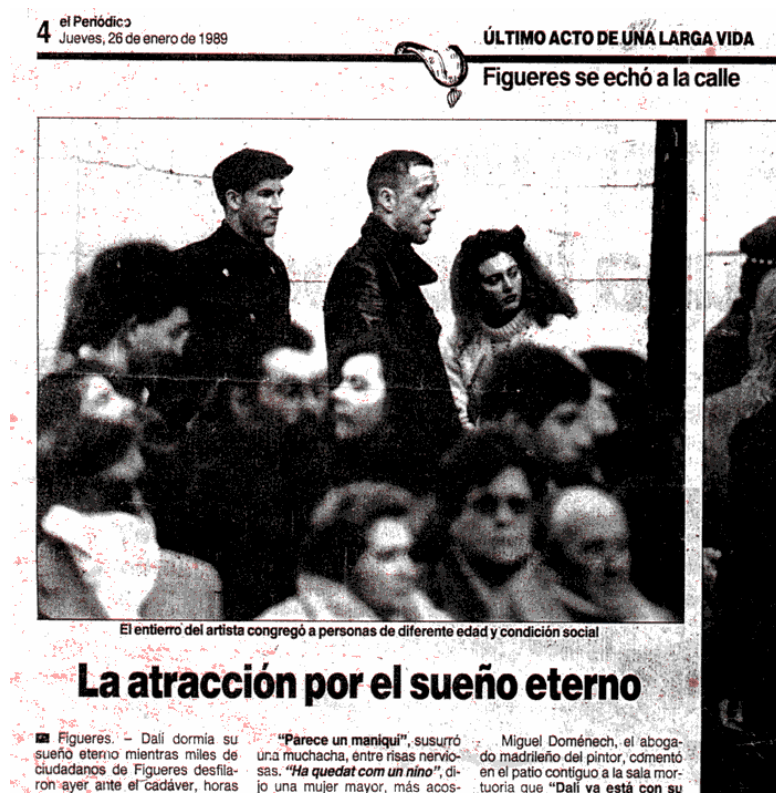 4
el Periódico
Jueves, 26 de enero de 1989
ÚLTIMO ACTO DE UNA LARGA VIDA
Figueres se echó a la calle
El entierro del artista congregó a personas de diferente edad y condición social
La atracción por el sueño eterno
Figueres. – Dalí dormía su
sueño eterno mientras miles de
ciudadanos de Figueres desfila-
ron ayer ante el cadáver, horas
"Parece un maniquí", susurró
una muchacha, entre risas nervio-
sas. "Ha quedat com un nino", di-
jo una mujer mayor, más acos-
Miguel Doménech, el aboga-
do madrileño del pintor, comentó
en el patio contiguo a la sala mor-
tuoria que "Dalí ya está con su